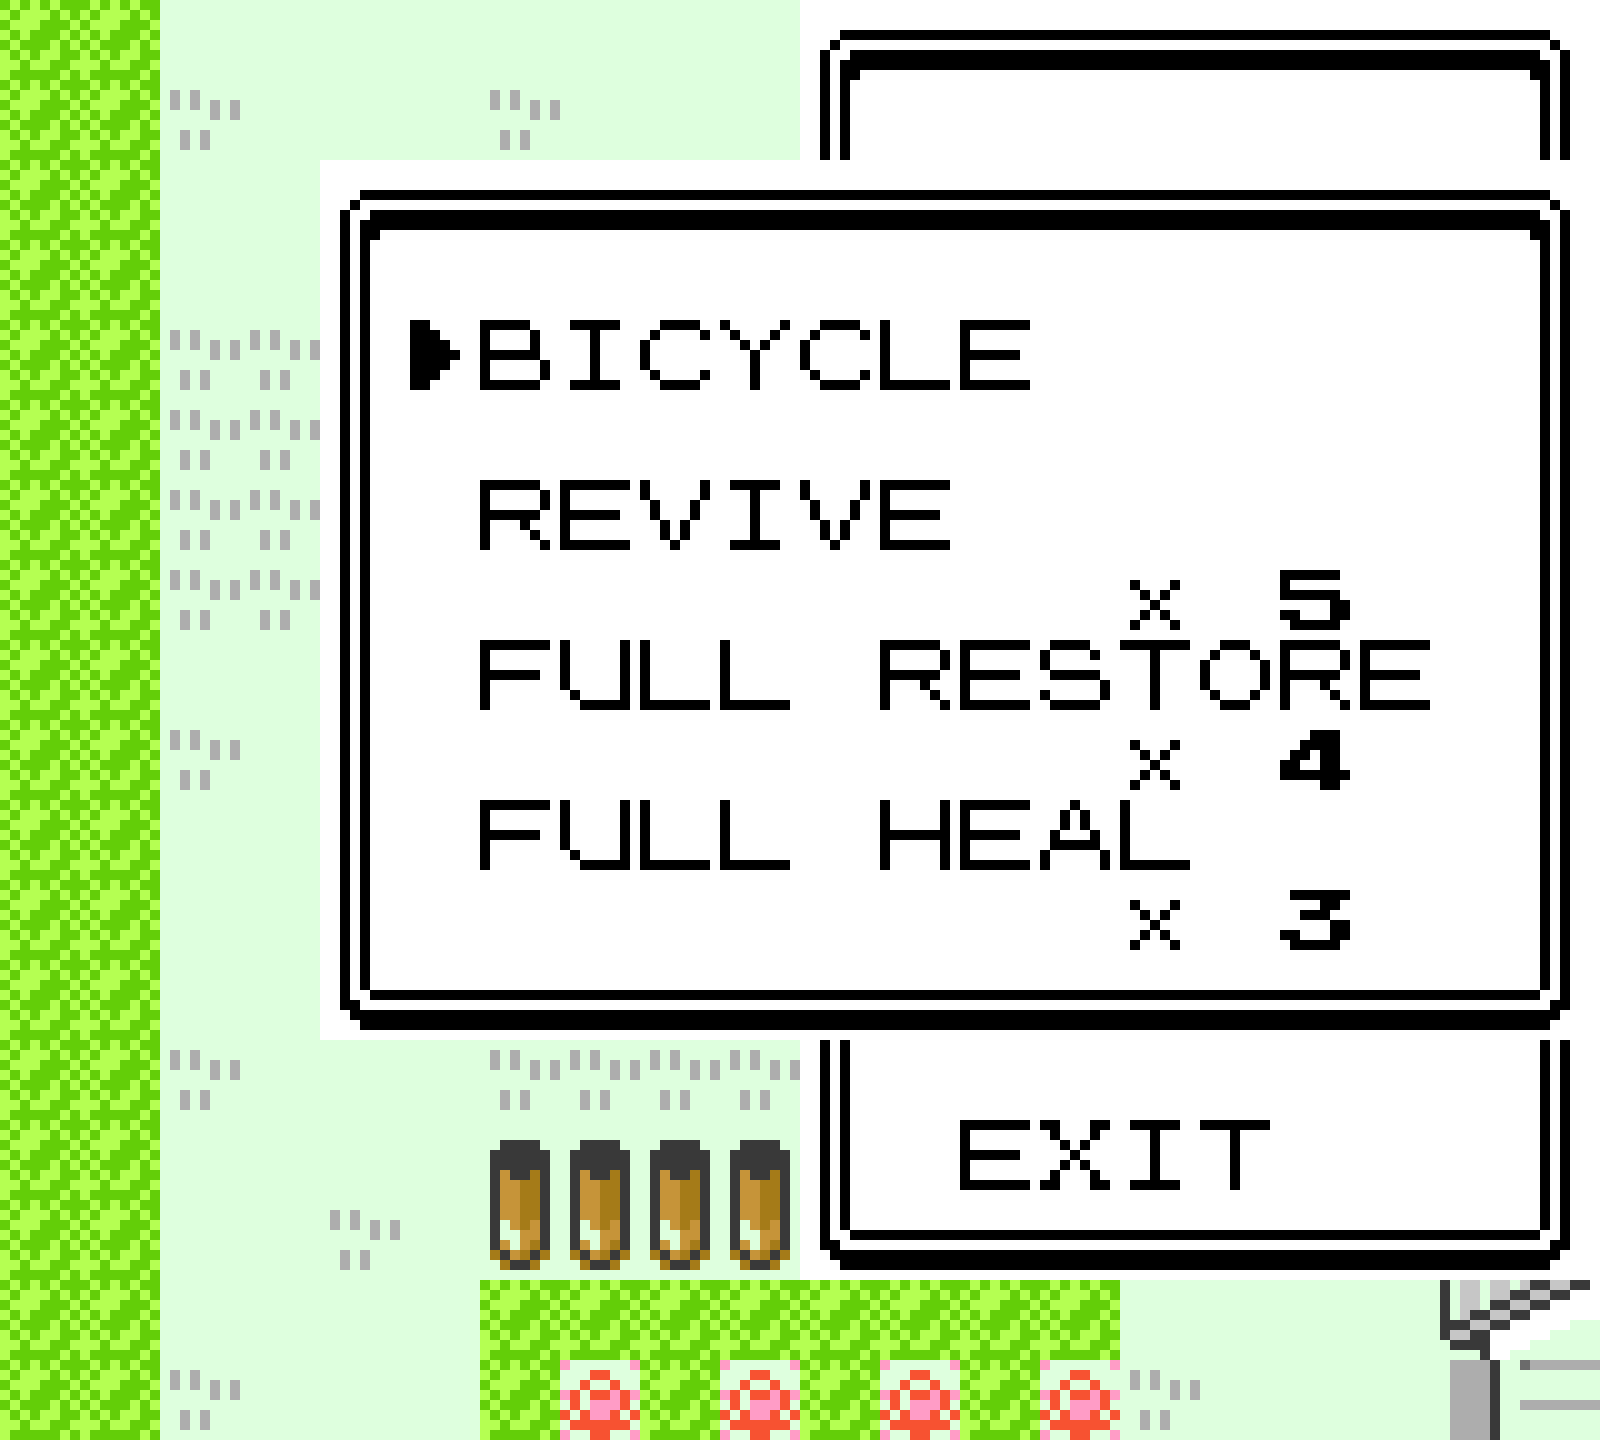 ▶BICYCLE
REVIVE
× 5
FULL RESTORE
× 4
FULL HEAL
× 3
EXIT